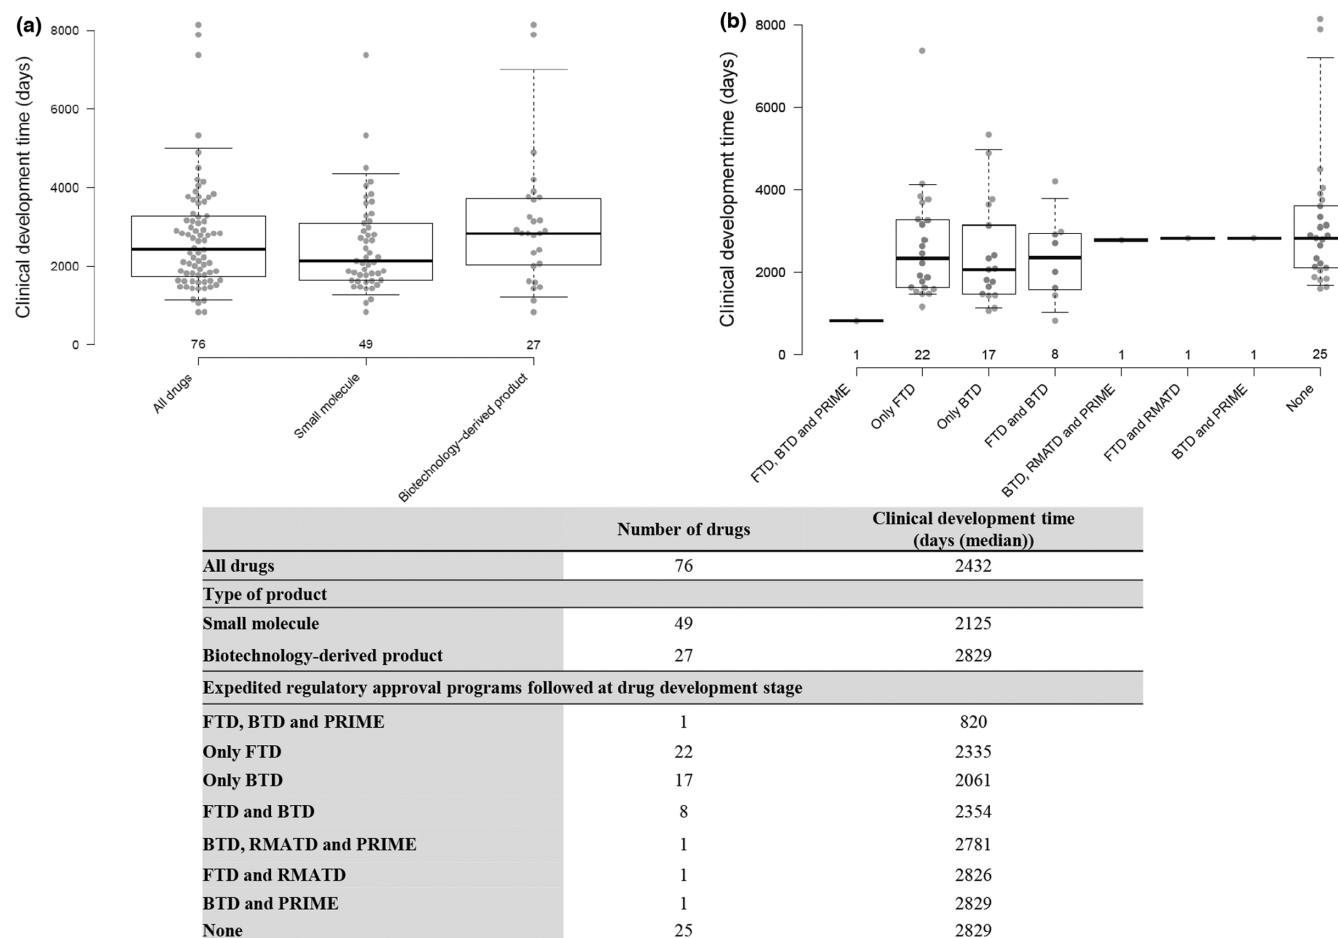 (a)
Clinical development time (days)
8000
6000
4000
2000
0
76
49
27
All drugs
Small molecule
Biotechnology−derived product
(b)
Clinical development time (days)
8000
6000
4000
2000
0
1
22
17
8
1
1
1
25
FTD, BTD and PRIME
Only FTD
Only BTD
FTD and BTD
BTD, RMATD and PRIME
FTD and RMATD
BTD and PRIME
None
Number of drugs Clinical development time
(days (median))
All drugs 76 2432
Type of product
Small molecule 49 2125
Biotechnology-derived product 27 2829
Expedited regulatory approval programs followed at drug development stage
FTD, BTD and PRIME 1 820
Only FTD 22 2335
Only BTD 17 2061
FTD and BTD 8 2354
BTD, RMATD and PRIME 1 2781
FTD and RMATD 1 2826
BTD and PRIME 1 2829
None 25 2829